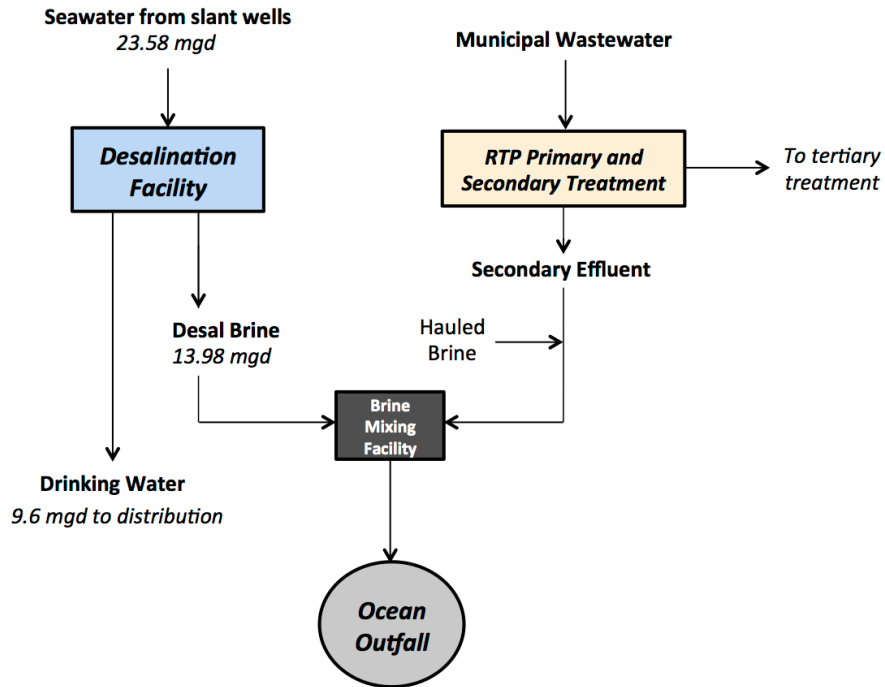 Seawater from slant wells
23.58 mgd
Municipal Wastewater
Desalination
Facility
RTP Primary and
Secondary Treatment
To tertiary
treatment
Secondary Effluent
Desal Brine
13.98 mgd
Hauled
Brine
Brine
Mixing
Facility
Drinking Water
9.6 mgd to distribution
Ocean
Outfall